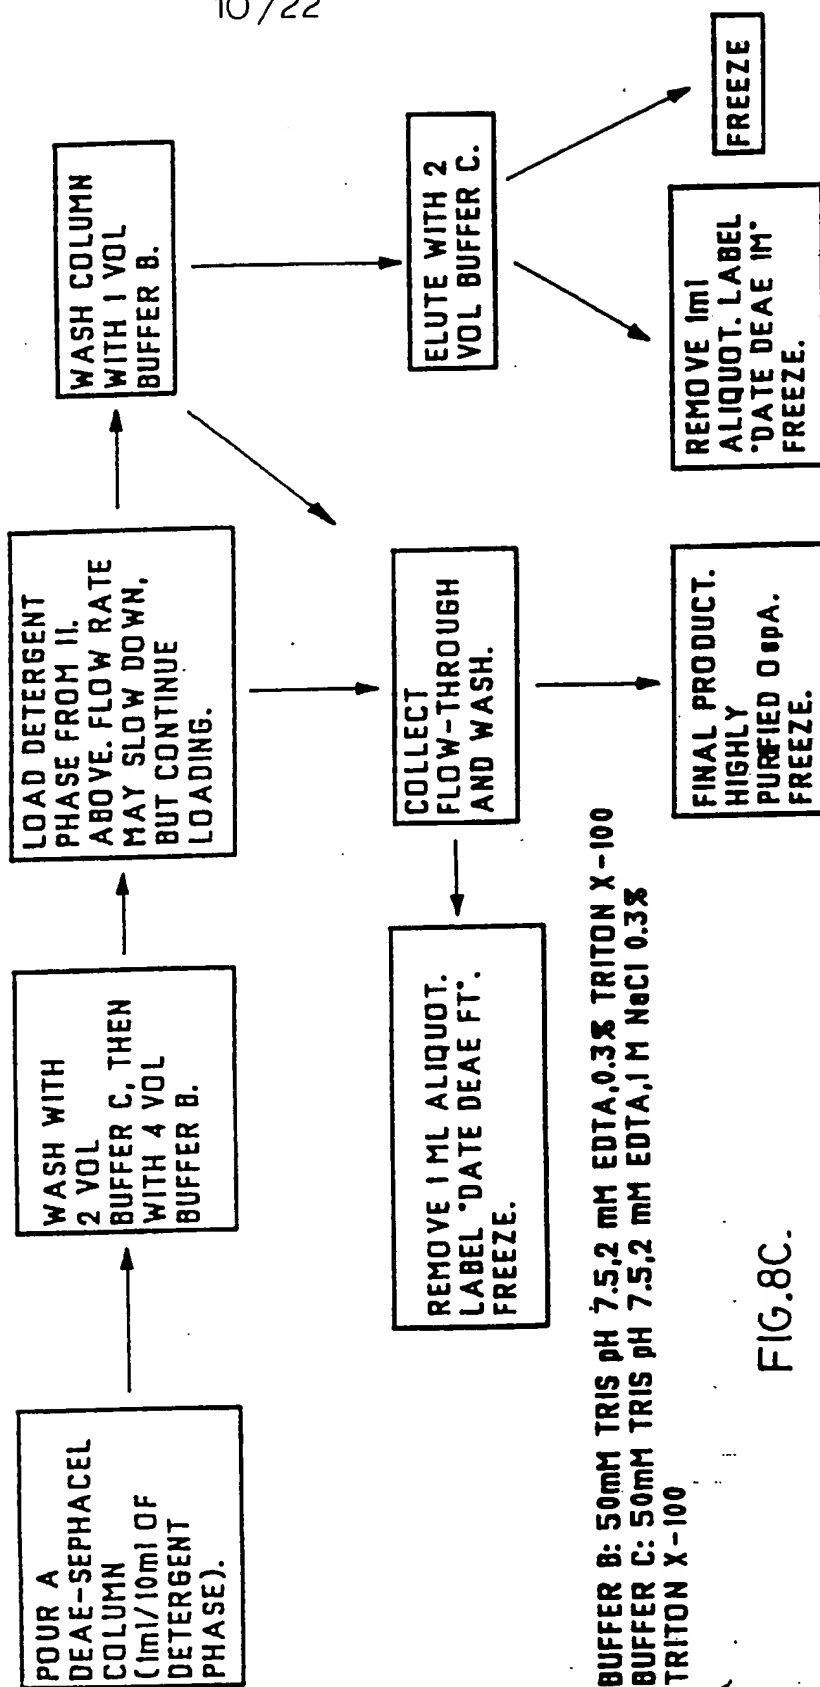 10/22
POUR A
DEAE-SEPHACEL
COLUMN
(1ml/10ml OF
DETERGENT
PHASE).
WASH WITH
2 VOL
BUFFER C, THEN
WITH 4 VOL
BUFFER B.
LOAD DETERGENT
PHASE FROM II.
ABOVE. FLOW RATE
MAY SLOW DOWN,
BUT CONTINUE
LOADING.
WASH COLUMN
WITH 1 VOL
BUFFER B.
REMOVE 1 ML ALIQUOT.
LABEL "DATE DEAE FT".
FREEZE.
COLLECT
FLOW-THROUGH
AND WASH.
ELUTE WITH 2
VOL BUFFER C.
FINAL PRODUCT.
HIGHLY
PURIFIED OspA.
FREEZE.
REMOVE 1ml
ALIQUOT. LABEL
"DATE DEAE 1M"
FREEZE.
FREEZE
BUFFER B: 50mM TRIS pH 7.5,2 mM EDTA,0.3% TRITON X-100
BUFFER C: 50mM TRIS pH 7.5,2 mM EDTA,1 M NaCl 0.3%
TRITON X-100
FIG.8C.